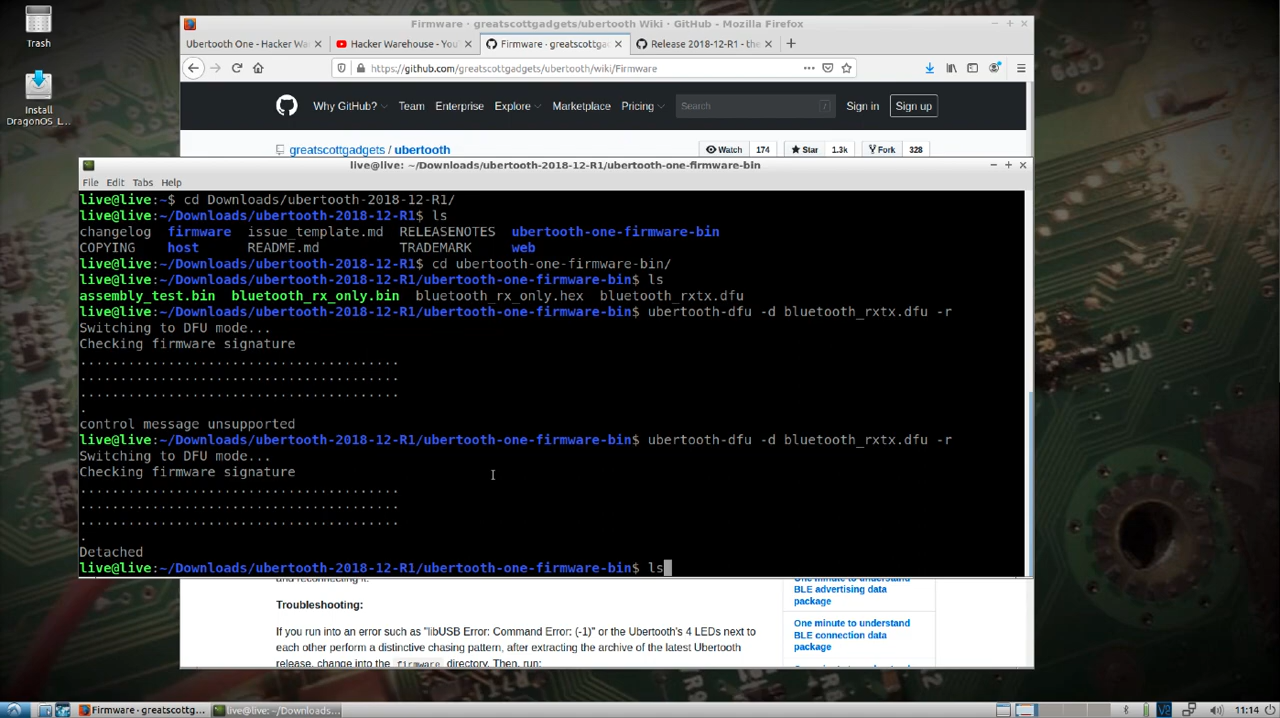 Trash
Install
DragonOS_L...
Firmware · greatscottgadgets/ubertooth Wiki · GitHub - Mozilla Firefox
Ubertooth One - Hacker Wa
Hacker Warehouse - You
Firmware · greatscottgad
Release 2018-12-R1 · the
https://github.com/greatscottgadgets/ubertooth/wiki/Firmware
Why GitHub? Team Enterprise Explore Marketplace Pricing Search / Sign in Sign up
greatscottgadgets / ubertooth Watch 174 Star 1.3k Fork 328
live@live: ~/Downloads/ubertooth-2018-12-R1/ubertooth-one-firmware-bin
File Edit Tabs Help
live@live:~$ cd Downloads/ubertooth-2018-12-R1/
live@live:~/Downloads/ubertooth-2018-12-R1$ ls
changelog firmware issue_template.md RELEASENOTES ubertooth-one-firmware-bin
COPYING host README.md TRADEMARK web
live@live:~/Downloads/ubertooth-2018-12-R1$ cd ubertooth-one-firmware-bin/
live@live:~/Downloads/ubertooth-2018-12-R1/ubertooth-one-firmware-bin$ ls
assembly_test.bin bluetooth_rx_only.bin bluetooth_rx_only.hex bluetooth_rxtx.dfu
live@live:~/Downloads/ubertooth-2018-12-R1/ubertooth-one-firmware-bin$ ubertooth-dfu -d bluetooth_rxtx.dfu -r
Switching to DFU mode...
Checking firmware signature
........................................
........................................
........................................
.
control message unsupported
live@live:~/Downloads/ubertooth-2018-12-R1/ubertooth-one-firmware-bin$ ubertooth-dfu -d bluetooth_rxtx.dfu -r
Switching to DFU mode...
Checking firmware signature
........................................
........................................
........................................
.
Detached
live@live:~/Downloads/ubertooth-2018-12-R1/ubertooth-one-firmware-bin$ ls
and reconnecting it.
Troubleshooting:
If you run into an error such as "libUSB Error: Command Error: (-1)" or the Ubertooth's 4 LEDs next to
each other perform a distinctive chasing pattern, after extracting the archive of the latest Ubertooth
release, change into the firmware directory. Then, run:
One minute to understand
BLE advertising data
package
One minute to understand
BLE connection data
package
Firmware · greatscottg...
live@live: ~/Downloads...
11:14